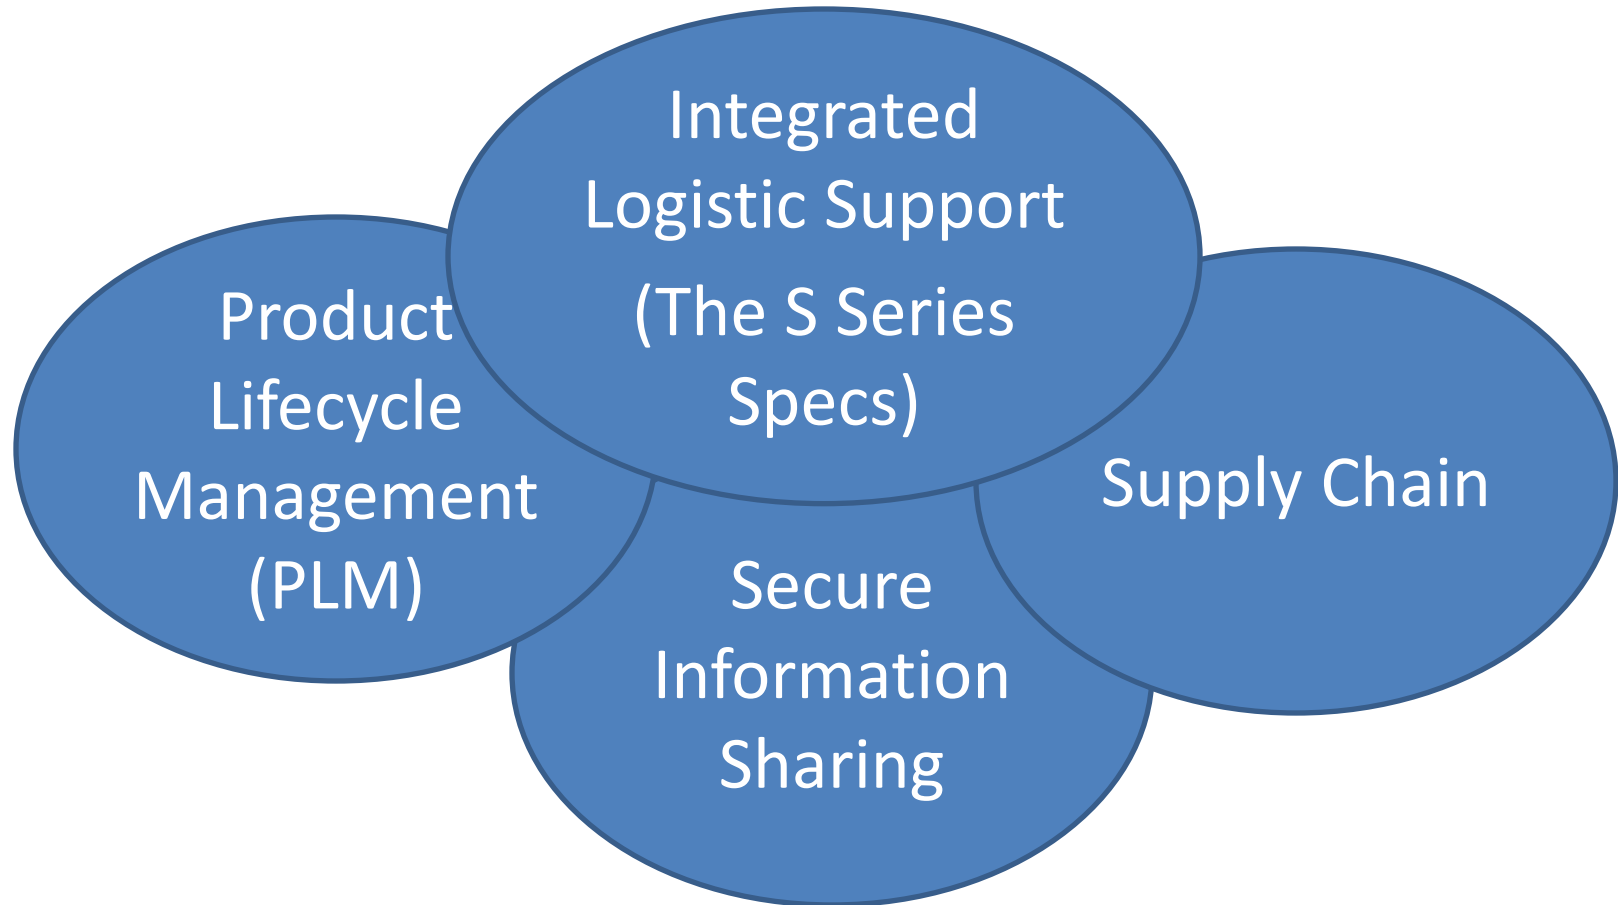 Integrated
Logistic Support
(The S Series
Specs)
Product
Lifecycle
Management
(PLM)
Supply Chain
Secure
Information
Sharing